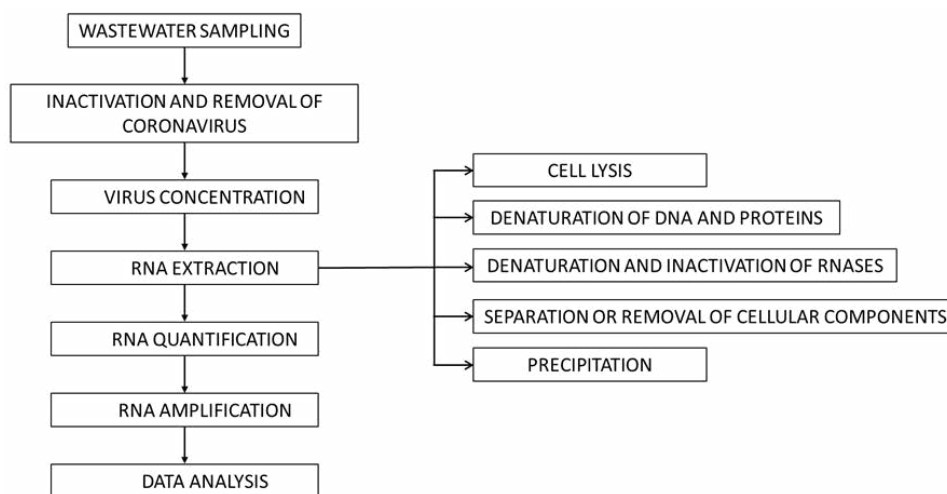 WASTEWATER SAMPLING
INACTIVATION AND REMOVAL OF
CORONAVIRUS
VIRUS CONCENTRATION
RNA EXTRACTION
RNA QUANTIFICATION
RNA AMPLIFICATION
DATA ANALYSIS
CELL LYSIS
DENATURATION OF DNA AND PROTEINS
DENATURATION AND INACTIVATION OF RNASES
SEPARATION OR REMOVAL OF CELLULAR COMPONENTS
PRECIPITATION